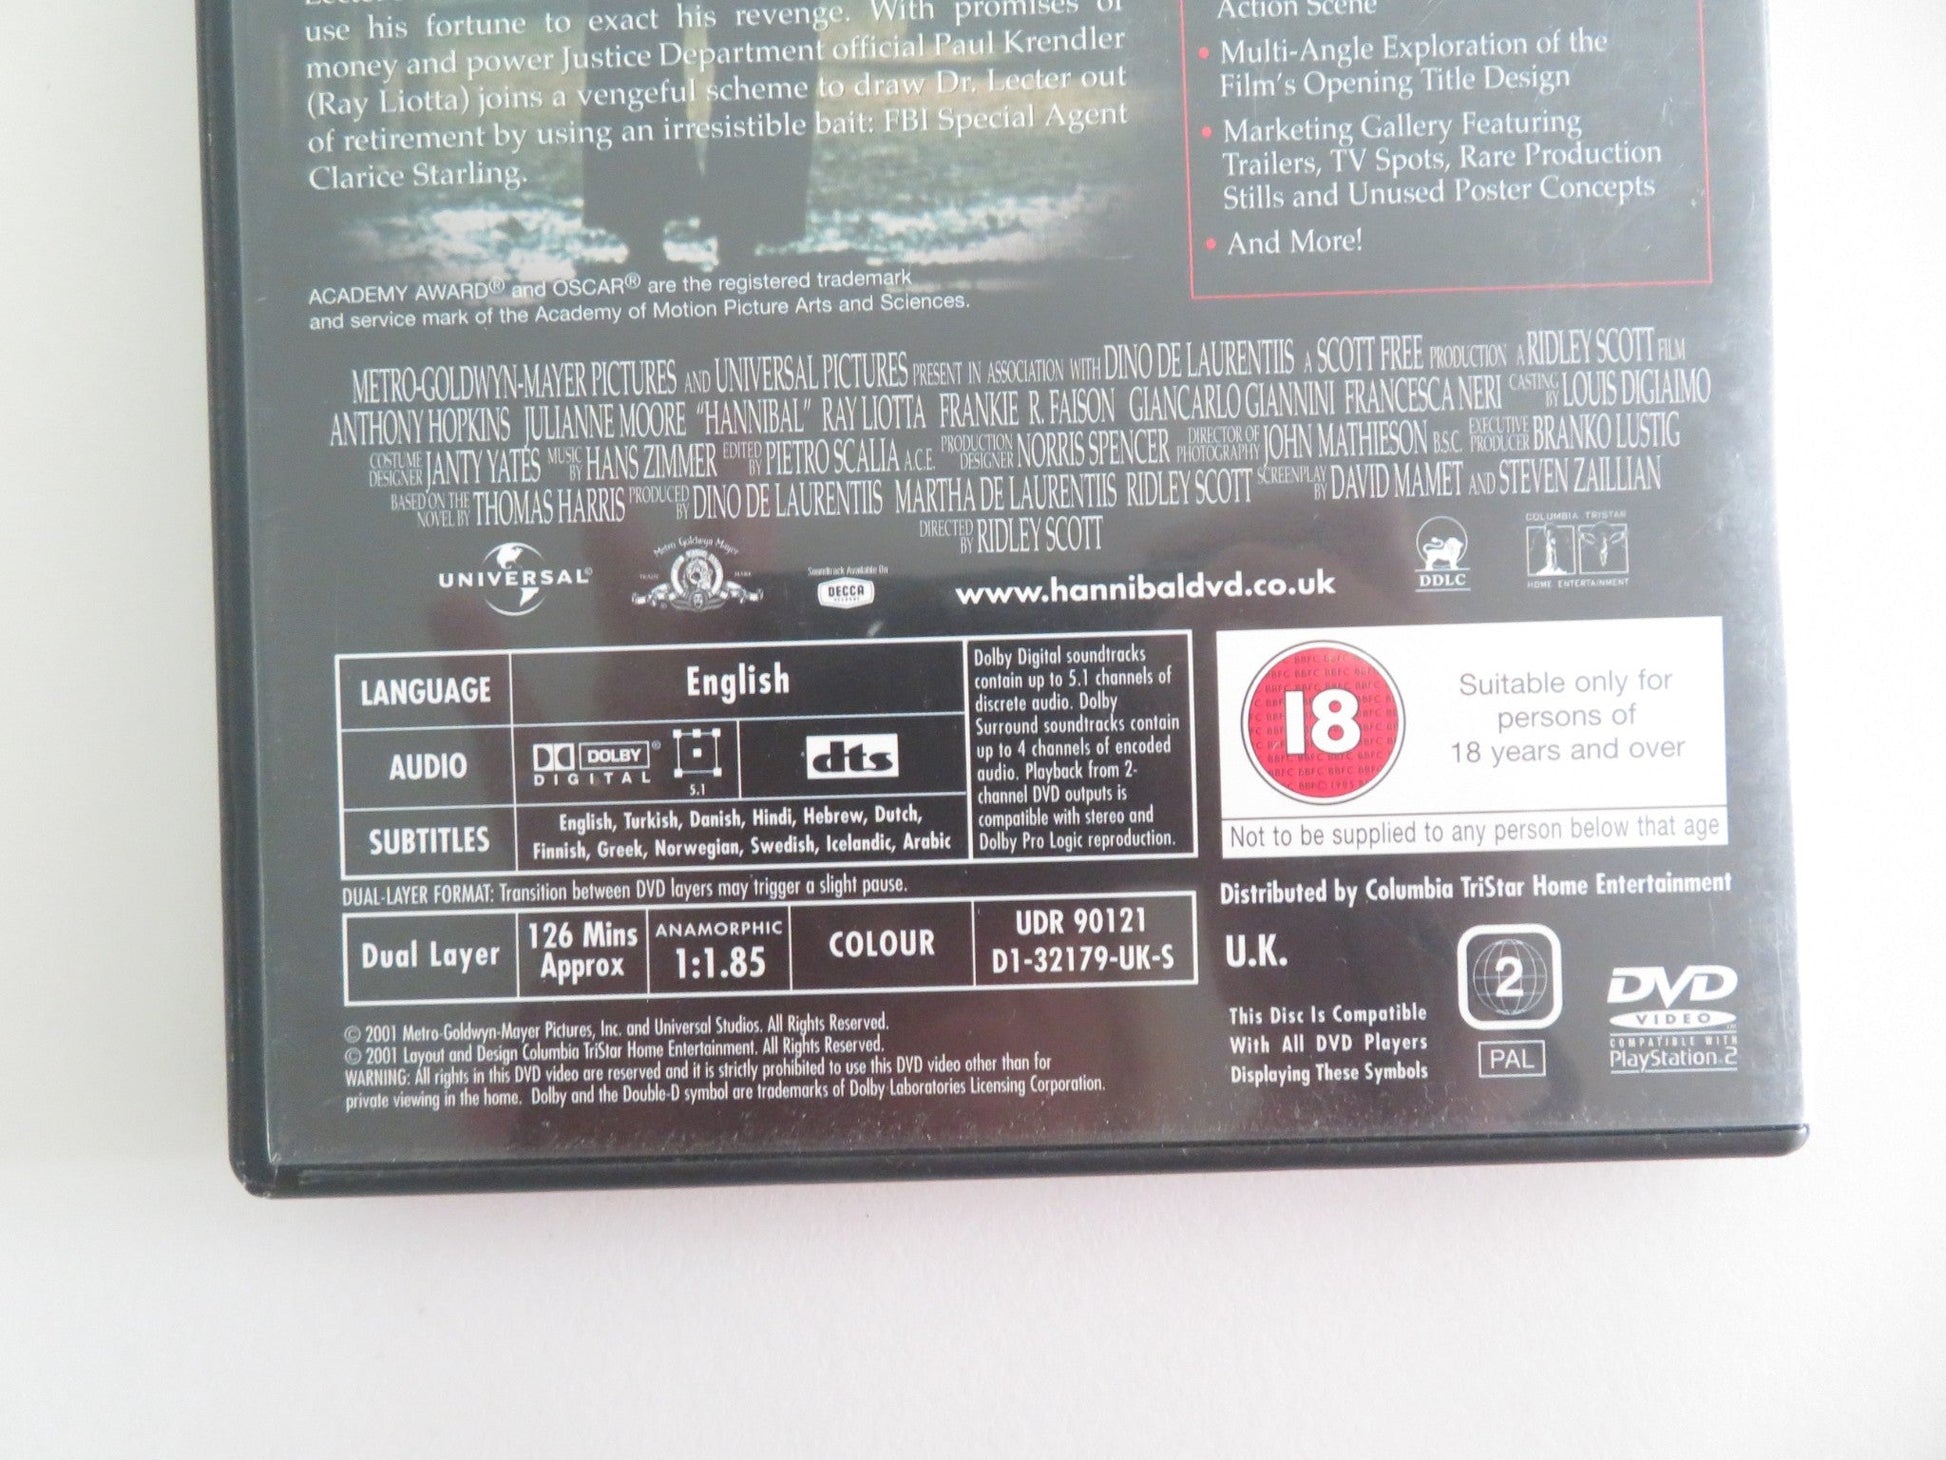 use his fortune to exact his revenge. With promises of
money and power Justice Department official Paul Krendler
(Ray Liotta) joins a vengeful scheme to draw Dr. Lecter out
of retirement by using an irresistible bait: FBI Special Agent
Clarice Starling.
Action Scene
• Multi-Angle Exploration of the
Film's Opening Title Design
• Marketing Gallery Featuring
Trailers, TV Spots, Rare Production
Stills and Unused Poster Concepts
• And More!
ACADEMY AWARD® and OSCAR® are the registered trademark
and service mark of the Academy of Motion Picture Arts and Sciences.
METRO-GOLDWYN-MAYER PICTURES AND UNIVERSAL PICTURES PRESENT IN ASSOCIATION WITH DINO DE LAURENTIIS A SCOTT FREE PRODUCTION A RIDLEY SCOTT FILM
ANTHONY HOPKINS JULIANNE MOORE "HANNIBAL" RAY LIOTTA FRANKIE R. FAISON GIANCARLO GIANNINI FRANCESCA NERI CASTING BY LOUIS DIGIAIMO
COSTUME DESIGNER JANTY YATES MUSIC BY HANS ZIMMER EDITED BY PIETRO SCALIA A.C.E. PRODUCTION DESIGNER NORRIS SPENCER DIRECTOR OF PHOTOGRAPHY JOHN MATHIESON B.S.C. EXECUTIVE PRODUCER BRANKO LUSTIG
BASED ON THE NOVEL BY THOMAS HARRIS PRODUCED BY DINO DE LAURENTIIS MARTHA DE LAURENTIIS RIDLEY SCOTT SCREENPLAY BY DAVID MAMET AND STEVEN ZAILLIAN
DIRECTED BY RIDLEY SCOTT
UNIVERSAL®
Metro Goldwyn Mayer
TRADE MARK
Soundtrack Available On
DECCA
RECORDS
www.hannibaldvd.co.uk
DDLC
COLUMBIA TRISTAR
HOME ENTERTAINMENT
LANGUAGE English
AUDIO DOLBY® DIGITAL 5.1 dts
SUBTITLES English, Turkish, Danish, Hindi, Hebrew, Dutch,
Finnish, Greek, Norwegian, Swedish, Icelandic, Arabic
Dolby Digital soundtracks
contain up to 5.1 channels of
discrete audio. Dolby
Surround soundtracks contain
up to 4 channels of encoded
audio. Playback from 2-
channel DVD outputs is
compatible with stereo and
Dolby Pro Logic reproduction.
18
Suitable only for
persons of
18 years and over
Not to be supplied to any person below that age
DUAL-LAYER FORMAT: Transition between DVD layers may trigger a slight pause.
Dual Layer
126 Mins
Approx
ANAMORPHIC
1:1.85
COLOUR
UDR 90121
D1-32179-UK-S
Distributed by Columbia TriStar Home Entertainment
U.K.
This Disc Is Compatible
With All DVD Players
Displaying These Symbols
2
PAL
DVD
VIDEO
COMPATIBLE WITH
PlayStation.2
© 2001 Metro-Goldwyn-Mayer Pictures, Inc. and Universal Studios. All Rights Reserved.
© 2001 Layout and Design Columbia TriStar Home Entertainment. All Rights Reserved.
WARNING: All rights in this DVD video are reserved and it is strictly prohibited to use this DVD video other than for
private viewing in the home. Dolby and the Double-D symbol are trademarks of Dolby Laboratories Licensing Corporation.